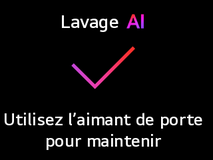 Lavage AI
Utilisez l'aimant de porte
pour maintenir